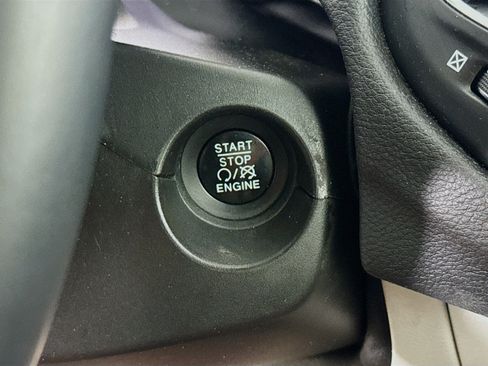 START
STOP
/
ENGINE